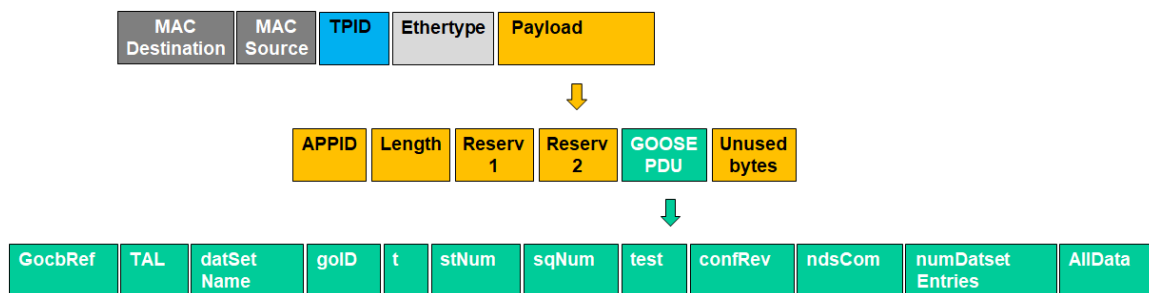 MAC Destination
MAC Source
TPID
Ethertype
Payload
APPID
Length
Reserv 1
Reserv 2
GOOSE PDU
Unused bytes
GocbRef
TAL
datSet Name
goID
t
stNum
sqNum
test
confRev
ndsCom
numDatset Entries
AllData